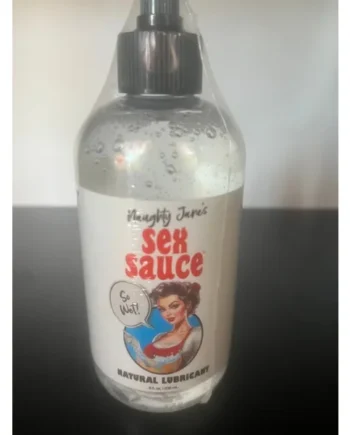 Naughty Jane's
SEX
SAUCE
So
Wet!
NATURAL LUBRICANT